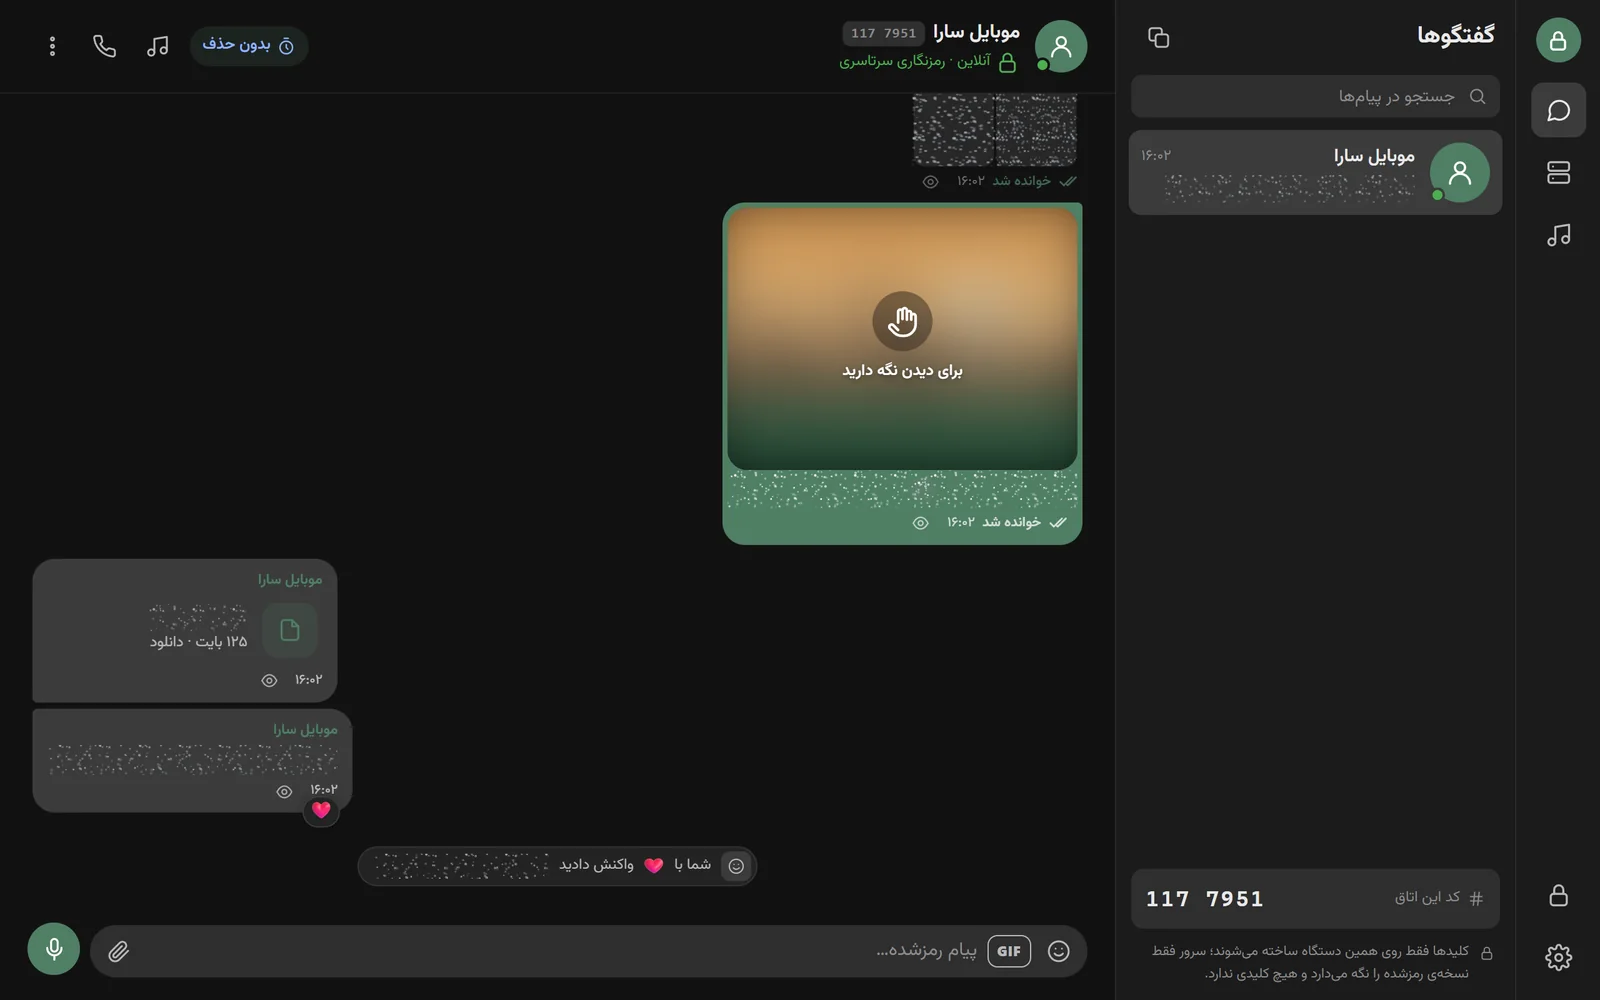 گفتگوها
جستجو در پیام‌ها
موبایل سارا
۱۶:۰۲
کد این اتاق
117 7951
کلیدها فقط روی همین دستگاه ساخته می‌شوند؛ سرور فقط
نسخه‌ی رمزشده را نگه می‌دارد و هیچ کلیدی ندارد.
موبایل سارا
117 7951
آنلاین · رمزنگاری سرتاسری
بدون حذف
خوانده شد ۱۶:۰۲
برای دیدن نگه دارید
خوانده شد ۱۶:۰۲
موبایل سارا
۱۲۵ بایت · دانلود
۱۶:۰۲
موبایل سارا
۱۶:۰۲
شما با ❤️ واکنش دادید
GIF
پیام رمزشده...